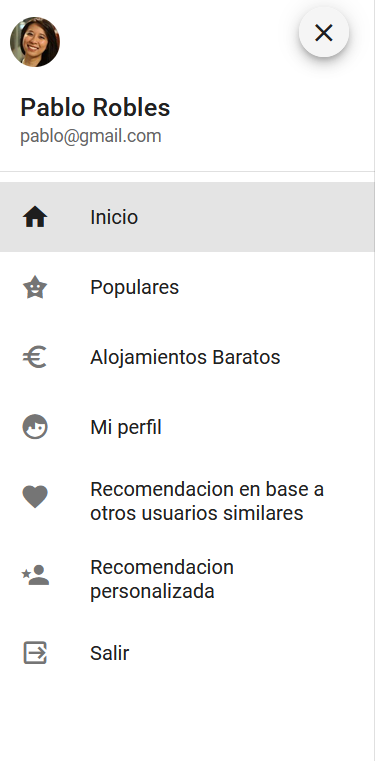 Pablo Robles
pablo@gmail.com
Inicio
Populares
Alojamientos Baratos
Mi perfil
Recomendacion en base a
otros usuarios similares
Recomendacion
personalizada
Salir